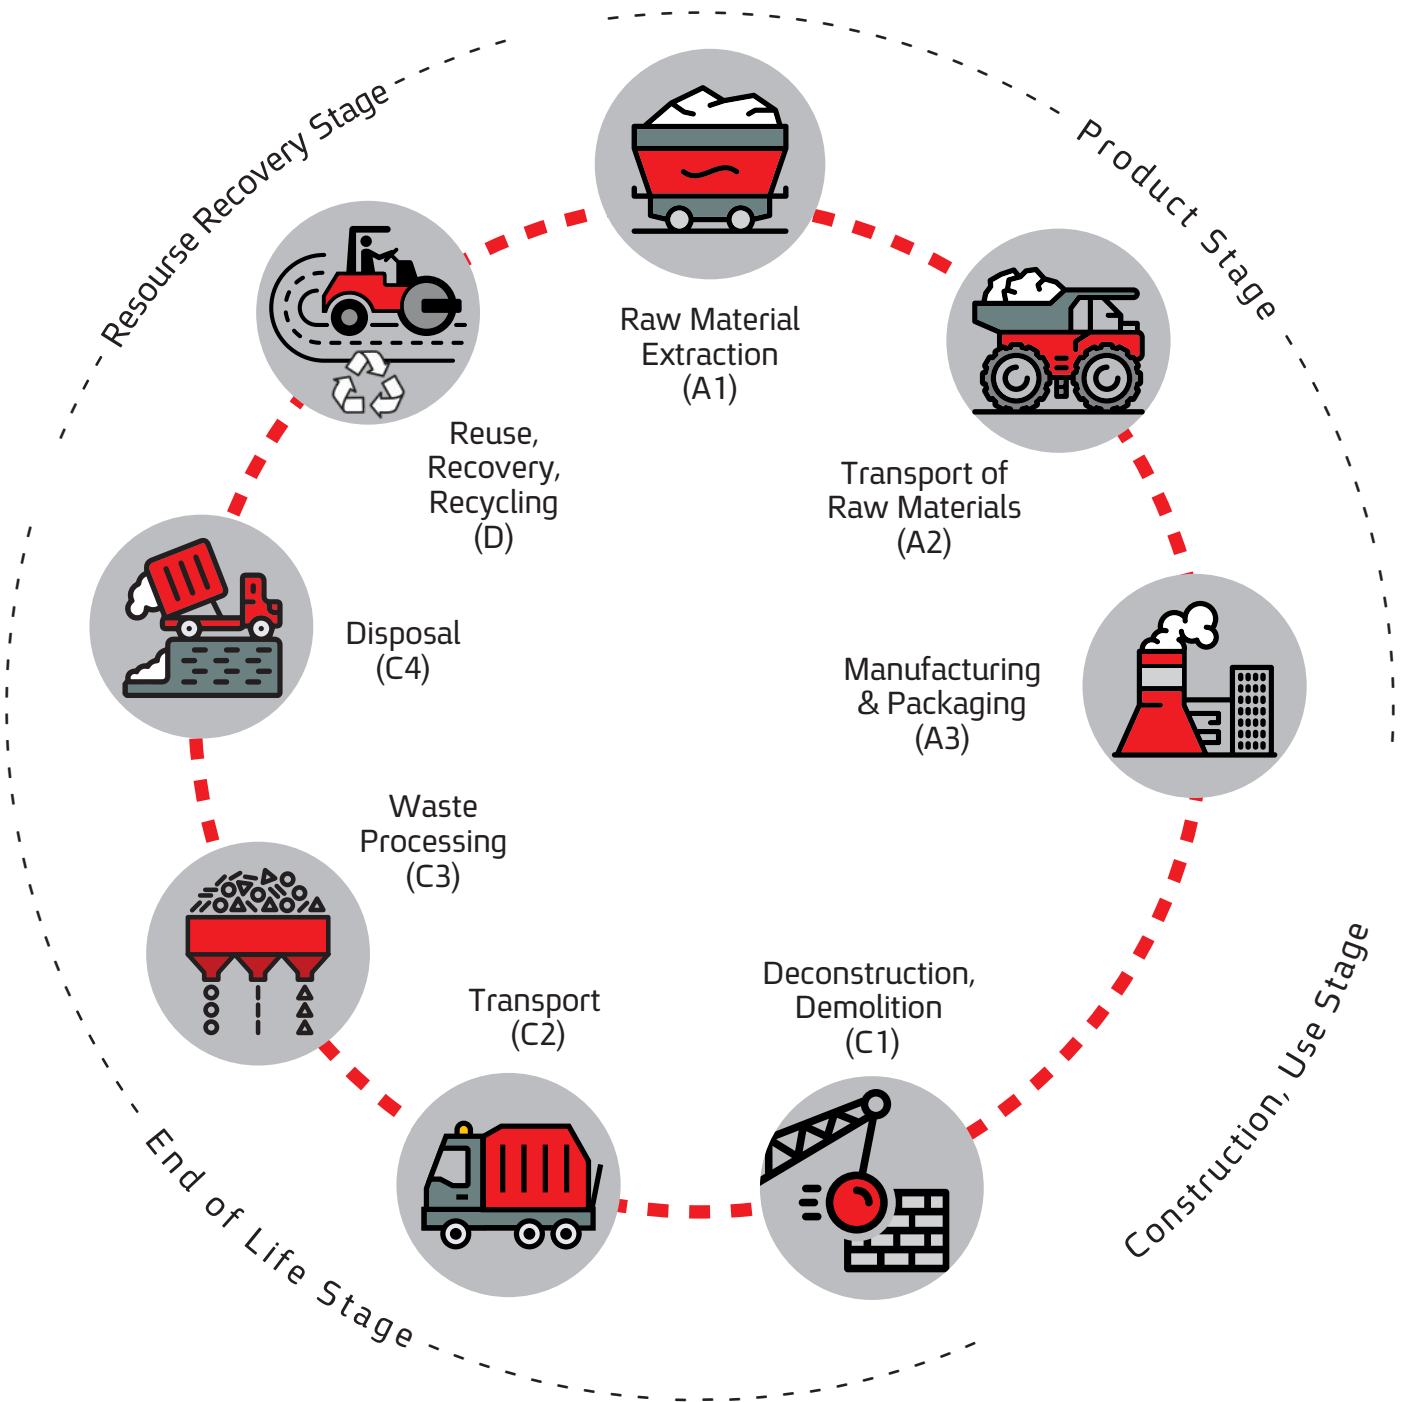 Resourse Recovery Stage
Product Stage
Raw Material
Extraction
(A1)
Transport of
Raw Materials
(A2)
Manufacturing
& Packaging
(A3)
Construction, Use Stage
Deconstruction,
Demolition
(C1)
Transport
(C2)
End of Life Stage
Waste
Processing
(C3)
Disposal
(C4)
Reuse,
Recovery,
Recycling
(D)